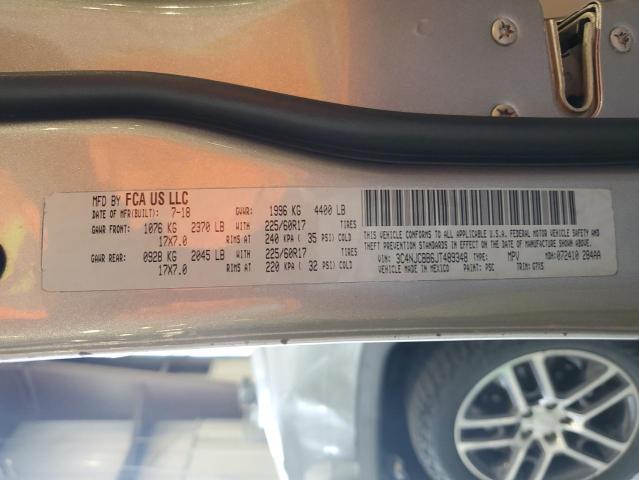 MFD BY FCA US LLC
DATE OF MFR(BUILT): 7-18 GVWR: 1996 KG 4400 LB
GAWR FRONT: 1076 KG 2370 LB WITH 225/60R17 TIRES
17X7.0 RIMS AT 240 KPA ( 35 PSI) COLD
GAWR REAR: 0928 KG 2045 LB WITH 225/60R17 TIRES
17X7.0 RIMS AT 220 KPA ( 32 PSI) COLD
THIS VEHICLE CONFORMS TO ALL APPLICABLE U.S.A. FEDERAL MOTOR VEHICLE SAFETY AND
THEFT PREVENTION STANDARDS IN EFFECT ON THE DATE OF MANUFACTURE SHOWN ABOVE.
VIN: 3C4NJCBB6JT489348 TYPE: MPV MDH: 072410 284AA
VEHICLE MADE IN MEXICO PAINT: PSC TRIM: G7X5